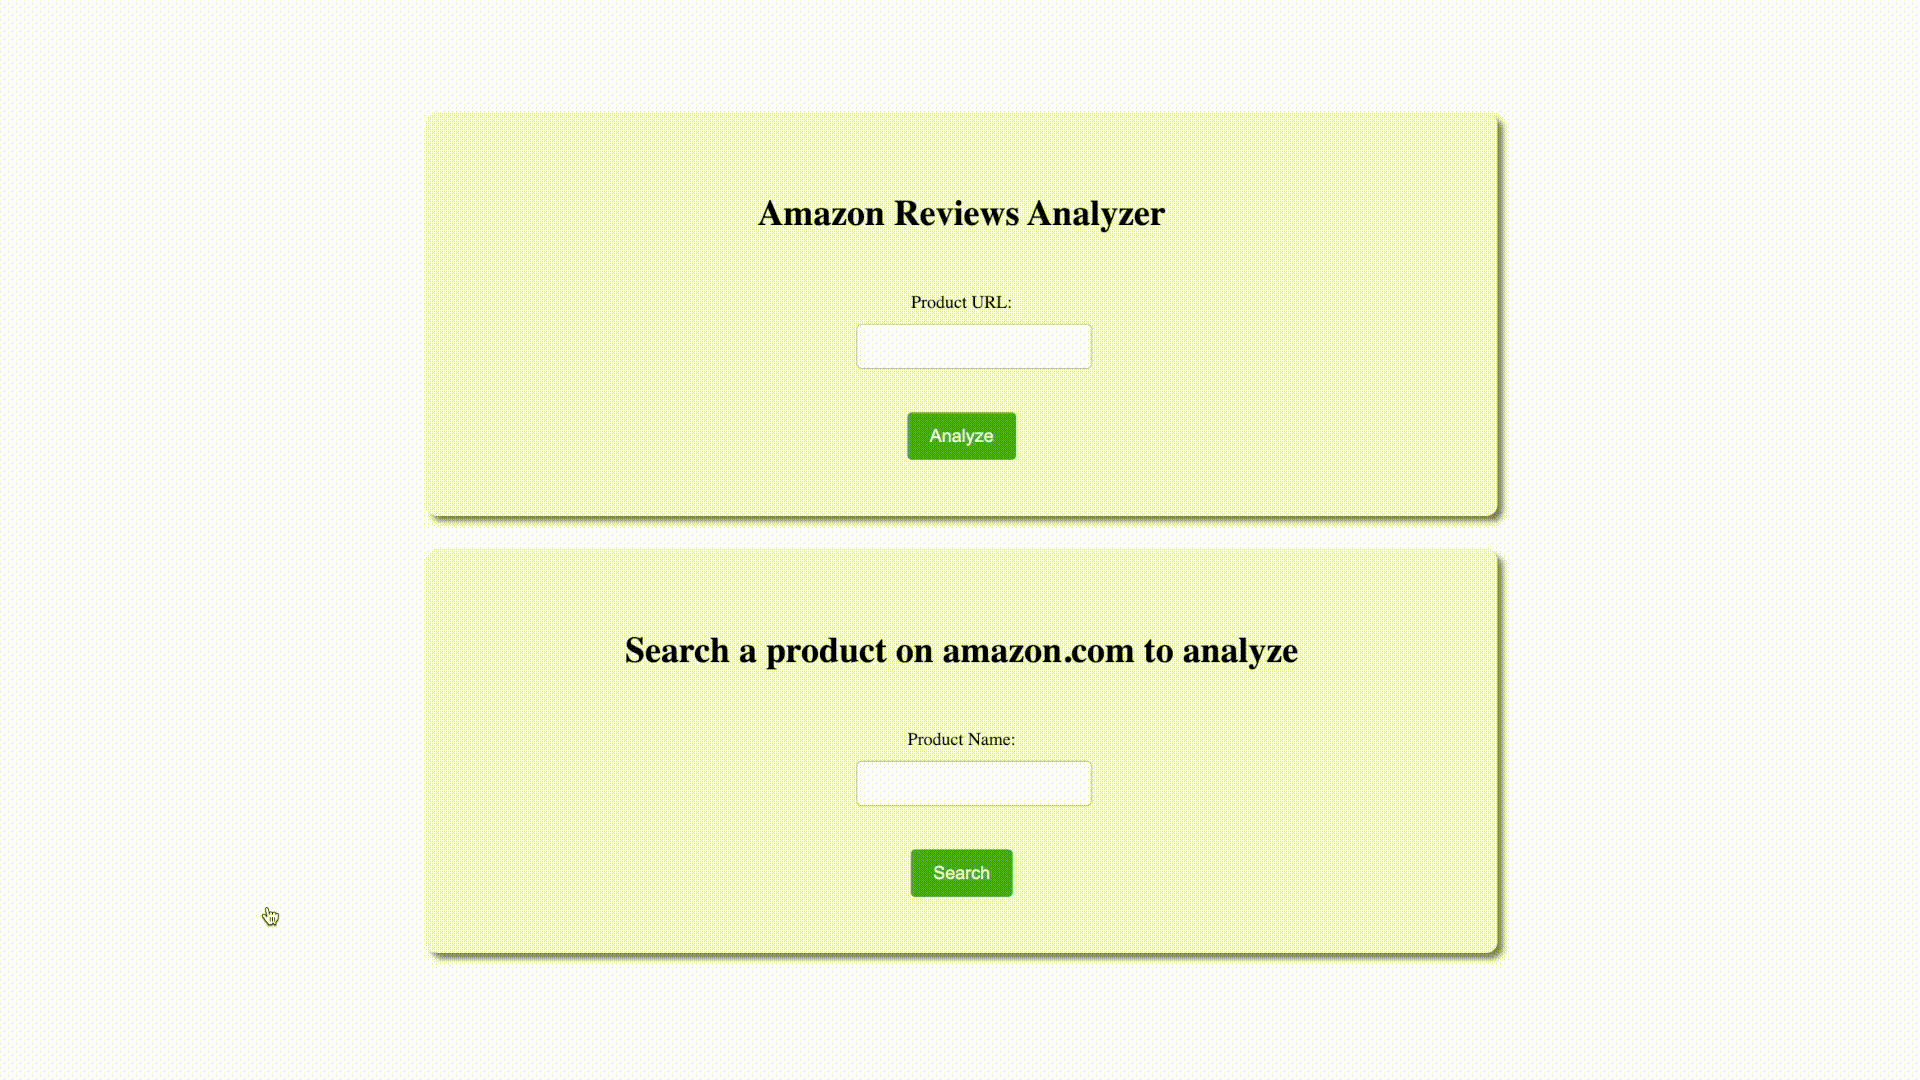 Amazon Reviews Analyzer
Product URL:
Analyze
Search a product on amazon.com to analyze
Product Name:
Search